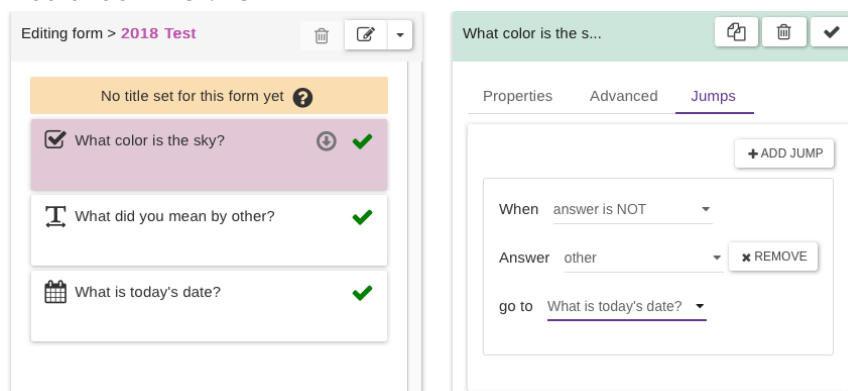 Editing form > 2018 Test
No title set for this form yet
What color is the sky?
What did you mean by other?
What is today's date?
What color is the s...
Properties Advanced Jumps
ADD JUMP
When answer is NOT
Answer other REMOVE
go to What is today's date?